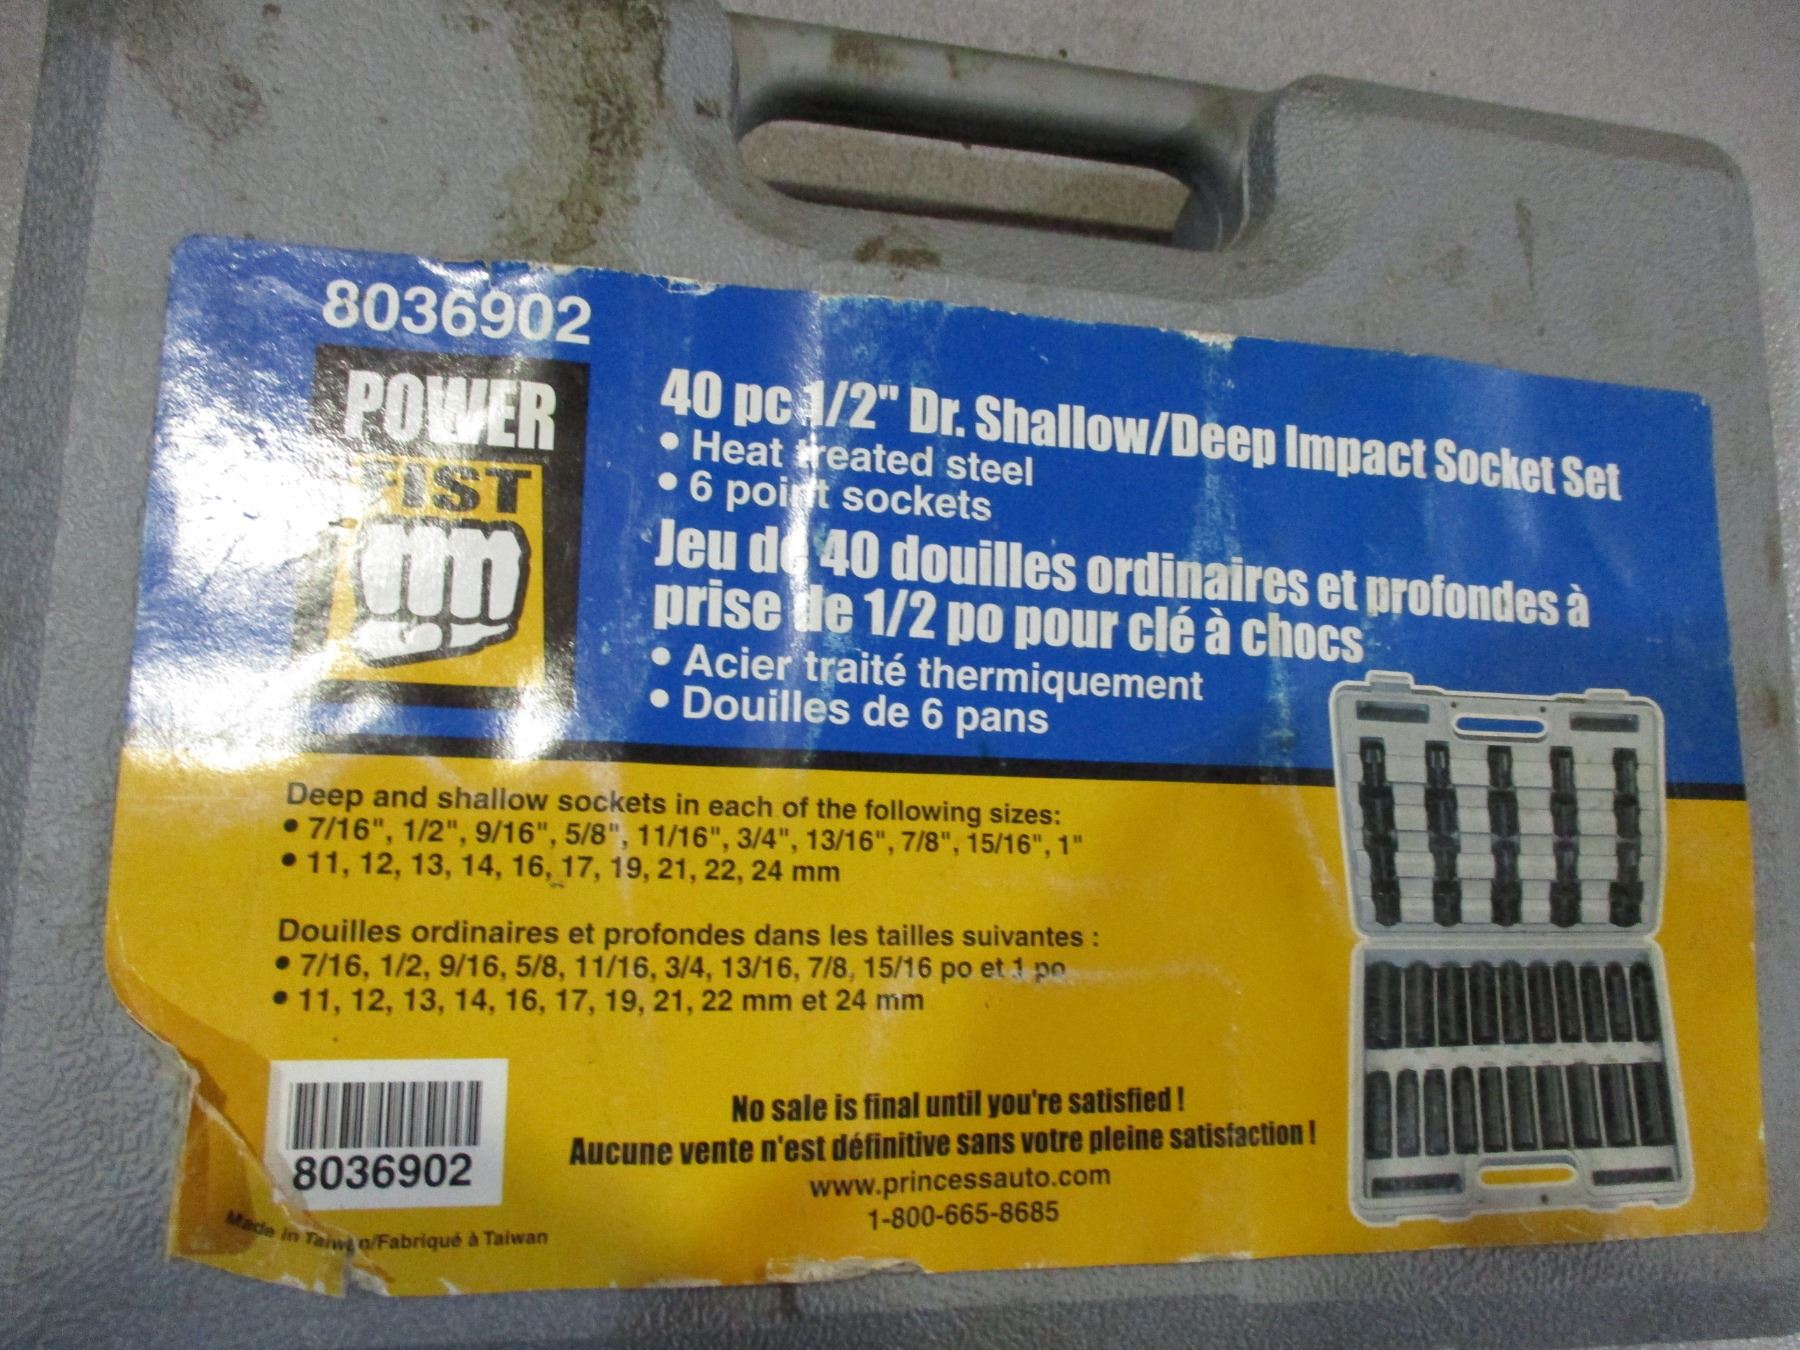 8036902
POWER
FIST
40 pc 1/2" Dr. Shallow/Deep Impact Socket Set
• Heat treated steel
• 6 point sockets
Jeu de 40 douilles ordinaires et profondes à
prise de 1/2 po pour clé à chocs
• Acier traité thermiquement
• Douilles de 6 pans
Deep and shallow sockets in each of the following sizes:
• 7/16", 1/2", 9/16", 5/8", 11/16", 3/4", 13/16", 7/8", 15/16", 1"
• 11, 12, 13, 14, 16, 17, 19, 21, 22, 24 mm
Douilles ordinaires et profondes dans les tailles suivantes :
• 7/16, 1/2, 9/16, 5/8, 11/16, 3/4, 13/16, 7/8, 15/16 po et 1 po
• 11, 12, 13, 14, 16, 17, 19, 21, 22 mm et 24 mm
8036902
No sale is final until you're satisfied !
Aucune vente n'est définitive sans votre pleine satisfaction !
www.princessauto.com
1-800-665-8685
Made in Taiwan/Fabriqué à Taiwan